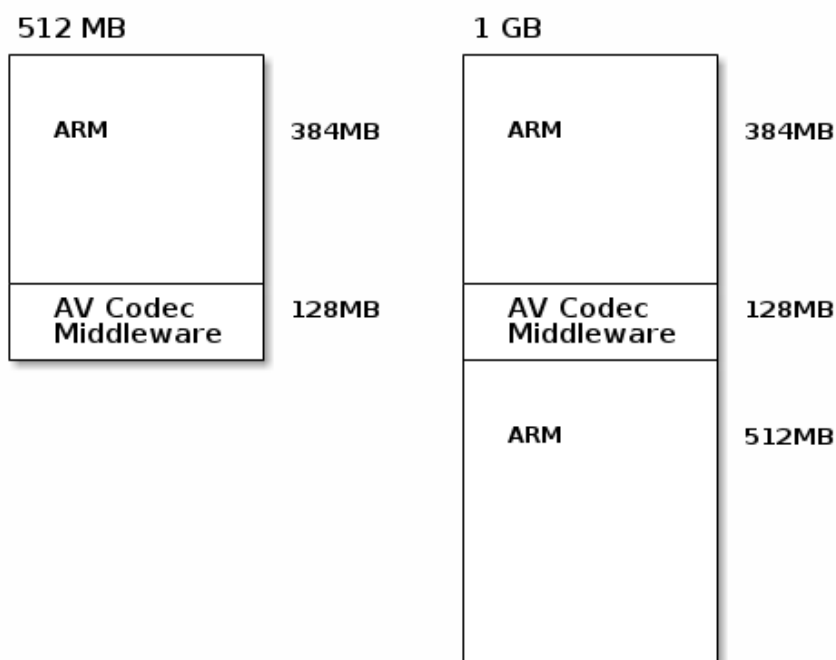 512 MB
ARM
384MB
AV Codec
Middleware
128MB
1 GB
ARM
384MB
AV Codec
Middleware
128MB
ARM
512MB